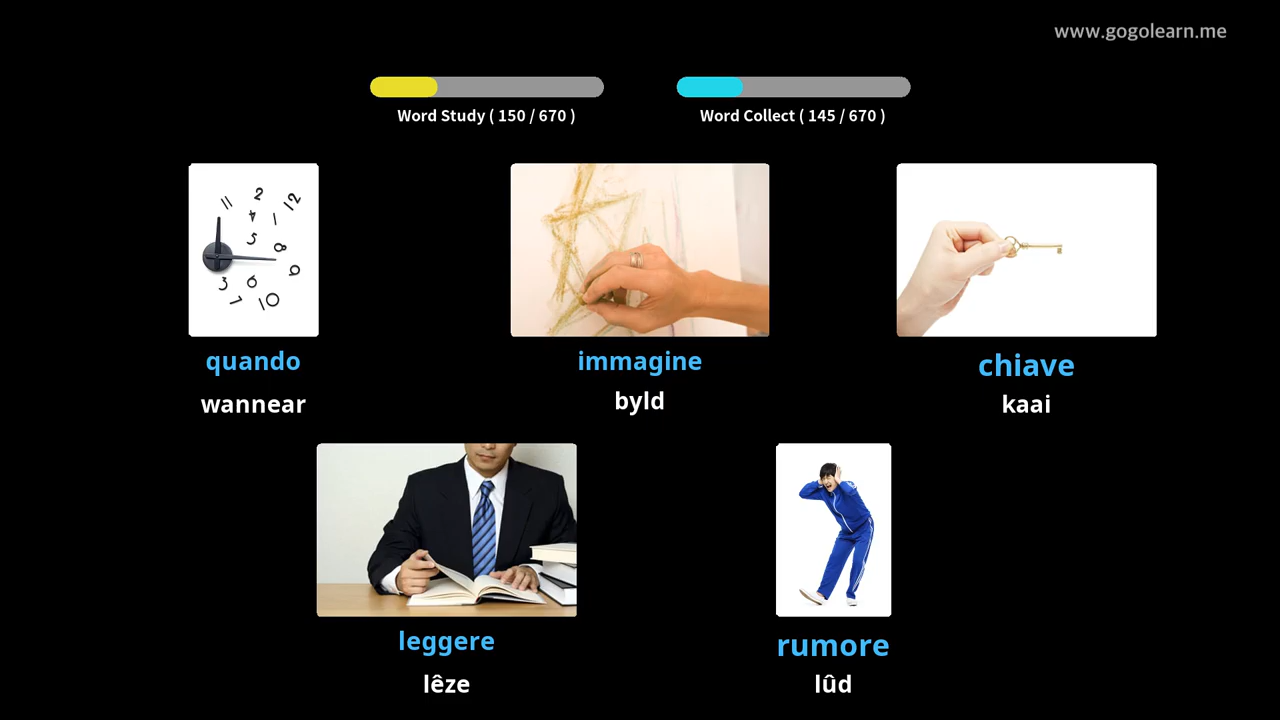 www.gogolearn.me
Word Study ( 150 / 670 )
Word Collect ( 145 / 670 )
quando
wannear
immagine
byld
chiave
kaai
leggere
lêze
rumore
lûd